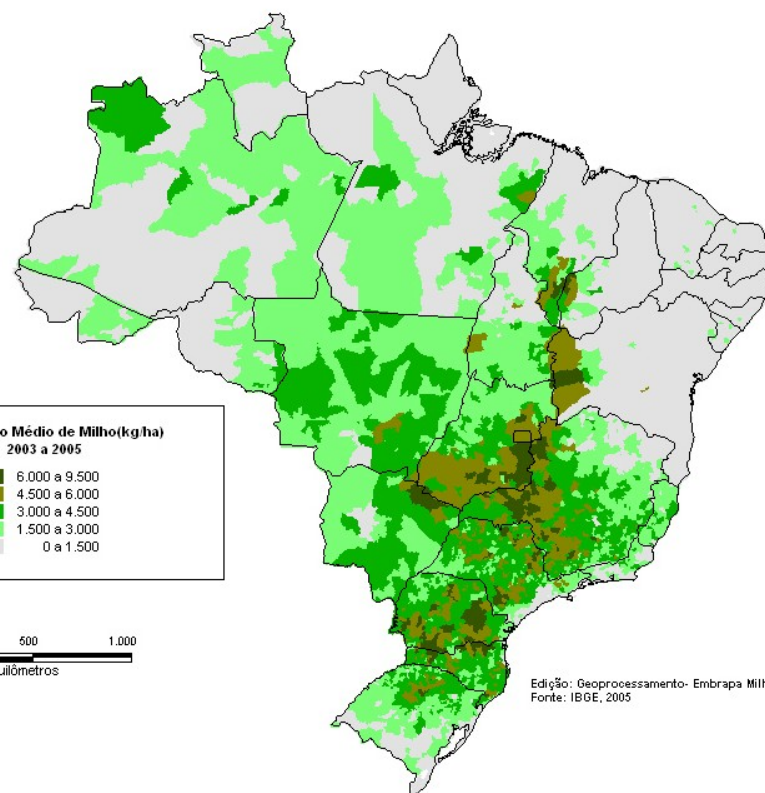 o Médio de Milho(kg/ha)
2003 a 2005
6.000 a 9.500
4.500 a 6.000
3.000 a 4.500
1.500 a 3.000
0 a 1.500
500 1.000
uilômetros
Edição: Geoprocessamento- Embrapa Milh
Fonte: IBGE, 2005